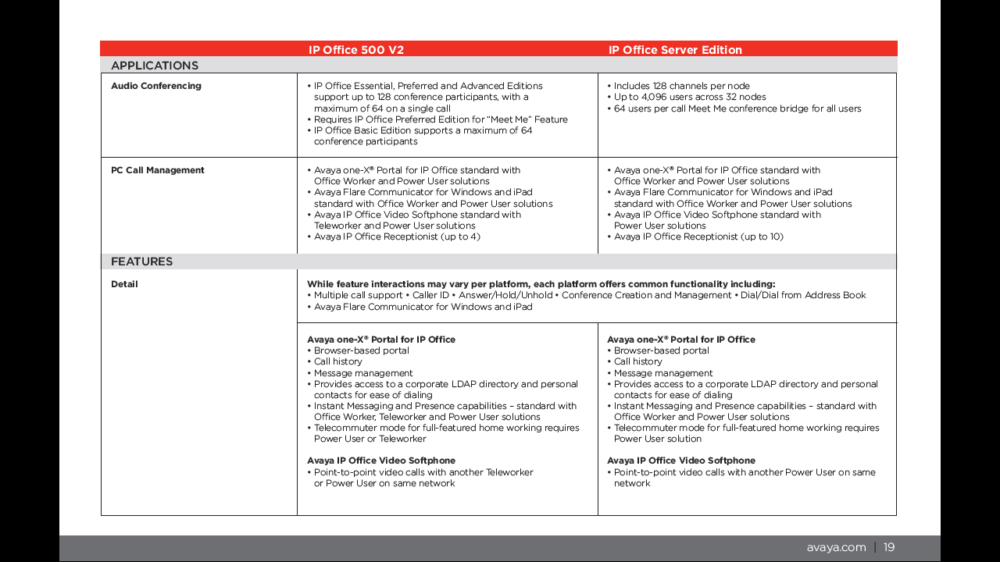 IP Office 500 V2
IP Office Server Edition
APPLICATIONS
Audio Conferencing
• IP Office Essential, Preferred and Advanced Editions
support up to 128 conference participants, with a
maximum of 64 on a single call
• Requires IP Office Preferred Edition for “Meet Me” Feature
• IP Office Basic Edition supports a maximum of 64
conference participants
• Includes 128 channels per node
• Up to 4,096 users across 32 nodes
• 64 users per call Meet Me conference bridge for all users
PC Call Management
• Avaya one-X® Portal for IP Office standard with
Office Worker and Power User solutions
• Avaya Flare Communicator for Windows and iPad
standard with Office Worker and Power User solutions
• Avaya IP Office Video Softphone standard with
Teleworker and Power User solutions
• Avaya IP Office Receptionist (up to 4)
• Avaya one-X® Portal for IP Office standard with
Office Worker and Power User solutions
• Avaya Flare Communicator for Windows and iPad
standard with Office Worker and Power User solutions
• Avaya IP Office Video Softphone standard with
Power User solutions
• Avaya IP Office Receptionist (up to 10)
FEATURES
Detail
While feature interactions may vary per platform, each platform offers common functionality including:
• Multiple call support • Caller ID • Answer/Hold/Unhold • Conference Creation and Management • Dial/Dial from Address Book
• Avaya Flare Communicator for Windows and iPad
Avaya one-X® Portal for IP Office
• Browser-based portal
• Call history
• Message management
• Provides access to a corporate LDAP directory and personal
contacts for ease of dialing
• Instant Messaging and Presence capabilities – standard with
Office Worker, Teleworker and Power User solutions
• Telecommuter mode for full-featured home working requires
Power User or Teleworker
Avaya IP Office Video Softphone
• Point-to-point video calls with another Teleworker
or Power User on same network
Avaya one-X® Portal for IP Office
• Browser-based portal
• Call history
• Message management
• Provides access to a corporate LDAP directory and personal
contacts for ease of dialing
• Instant Messaging and Presence capabilities – standard with
Office Worker and Power User solutions
• Telecommuter mode for full-featured home working requires
Power User solution
Avaya IP Office Video Softphone
• Point-to-point video calls with another Power User on same
network
avaya.com | 19